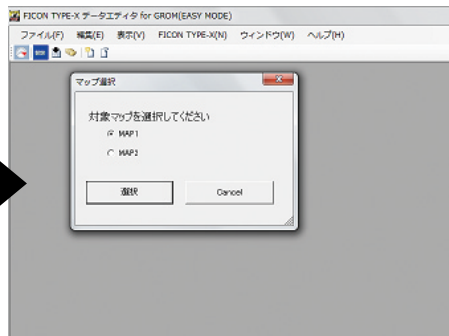 FICON TYPE-X データエディタ for GROM(EASY MODE)
ファイル(F) 編集(E) 表示(V) FICON TYPE-X(N) ウィンドウ(W) ヘルプ(H)
マップ選択
対象マップを選択してください
MAP1
MAP2
選択 Cancel